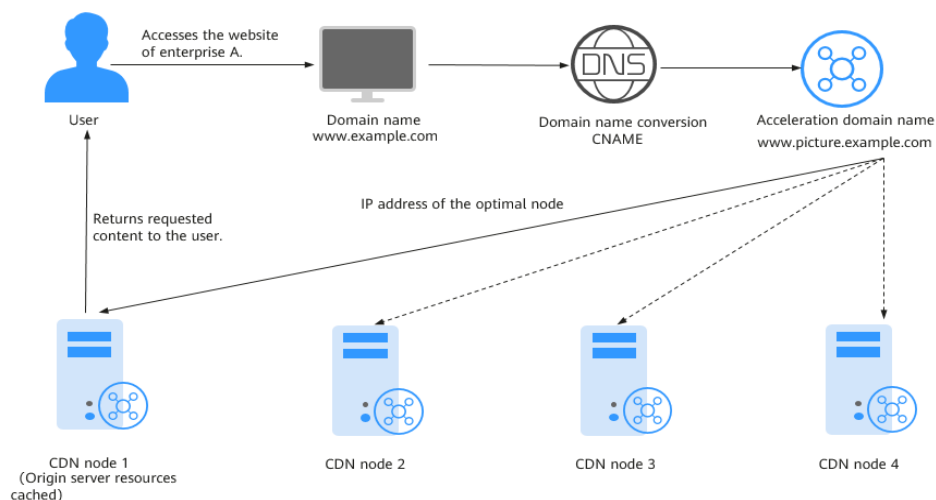 Accesses the website
of enterprise A.
DNS
User
Domain name
www.example.com
Domain name conversion
CNAME
Acceleration domain name
www.picture.example.com
IP address of the optimal node
Returns requested
content to the user.
CDN node 1
（Origin server resources
cached）
CDN node 2
CDN node 3
CDN node 4